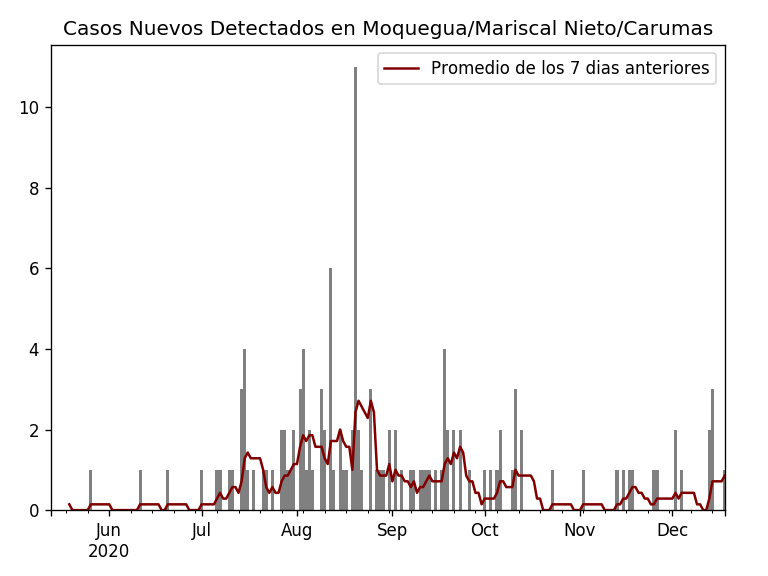 Casos Nuevos Detectados en Moquegua/Mariscal Nieto/Carumas
Promedio de los 7 dias anteriores
10
8
6
4
2
0
Jun Jul Aug Sep Oct Nov Dec
2020